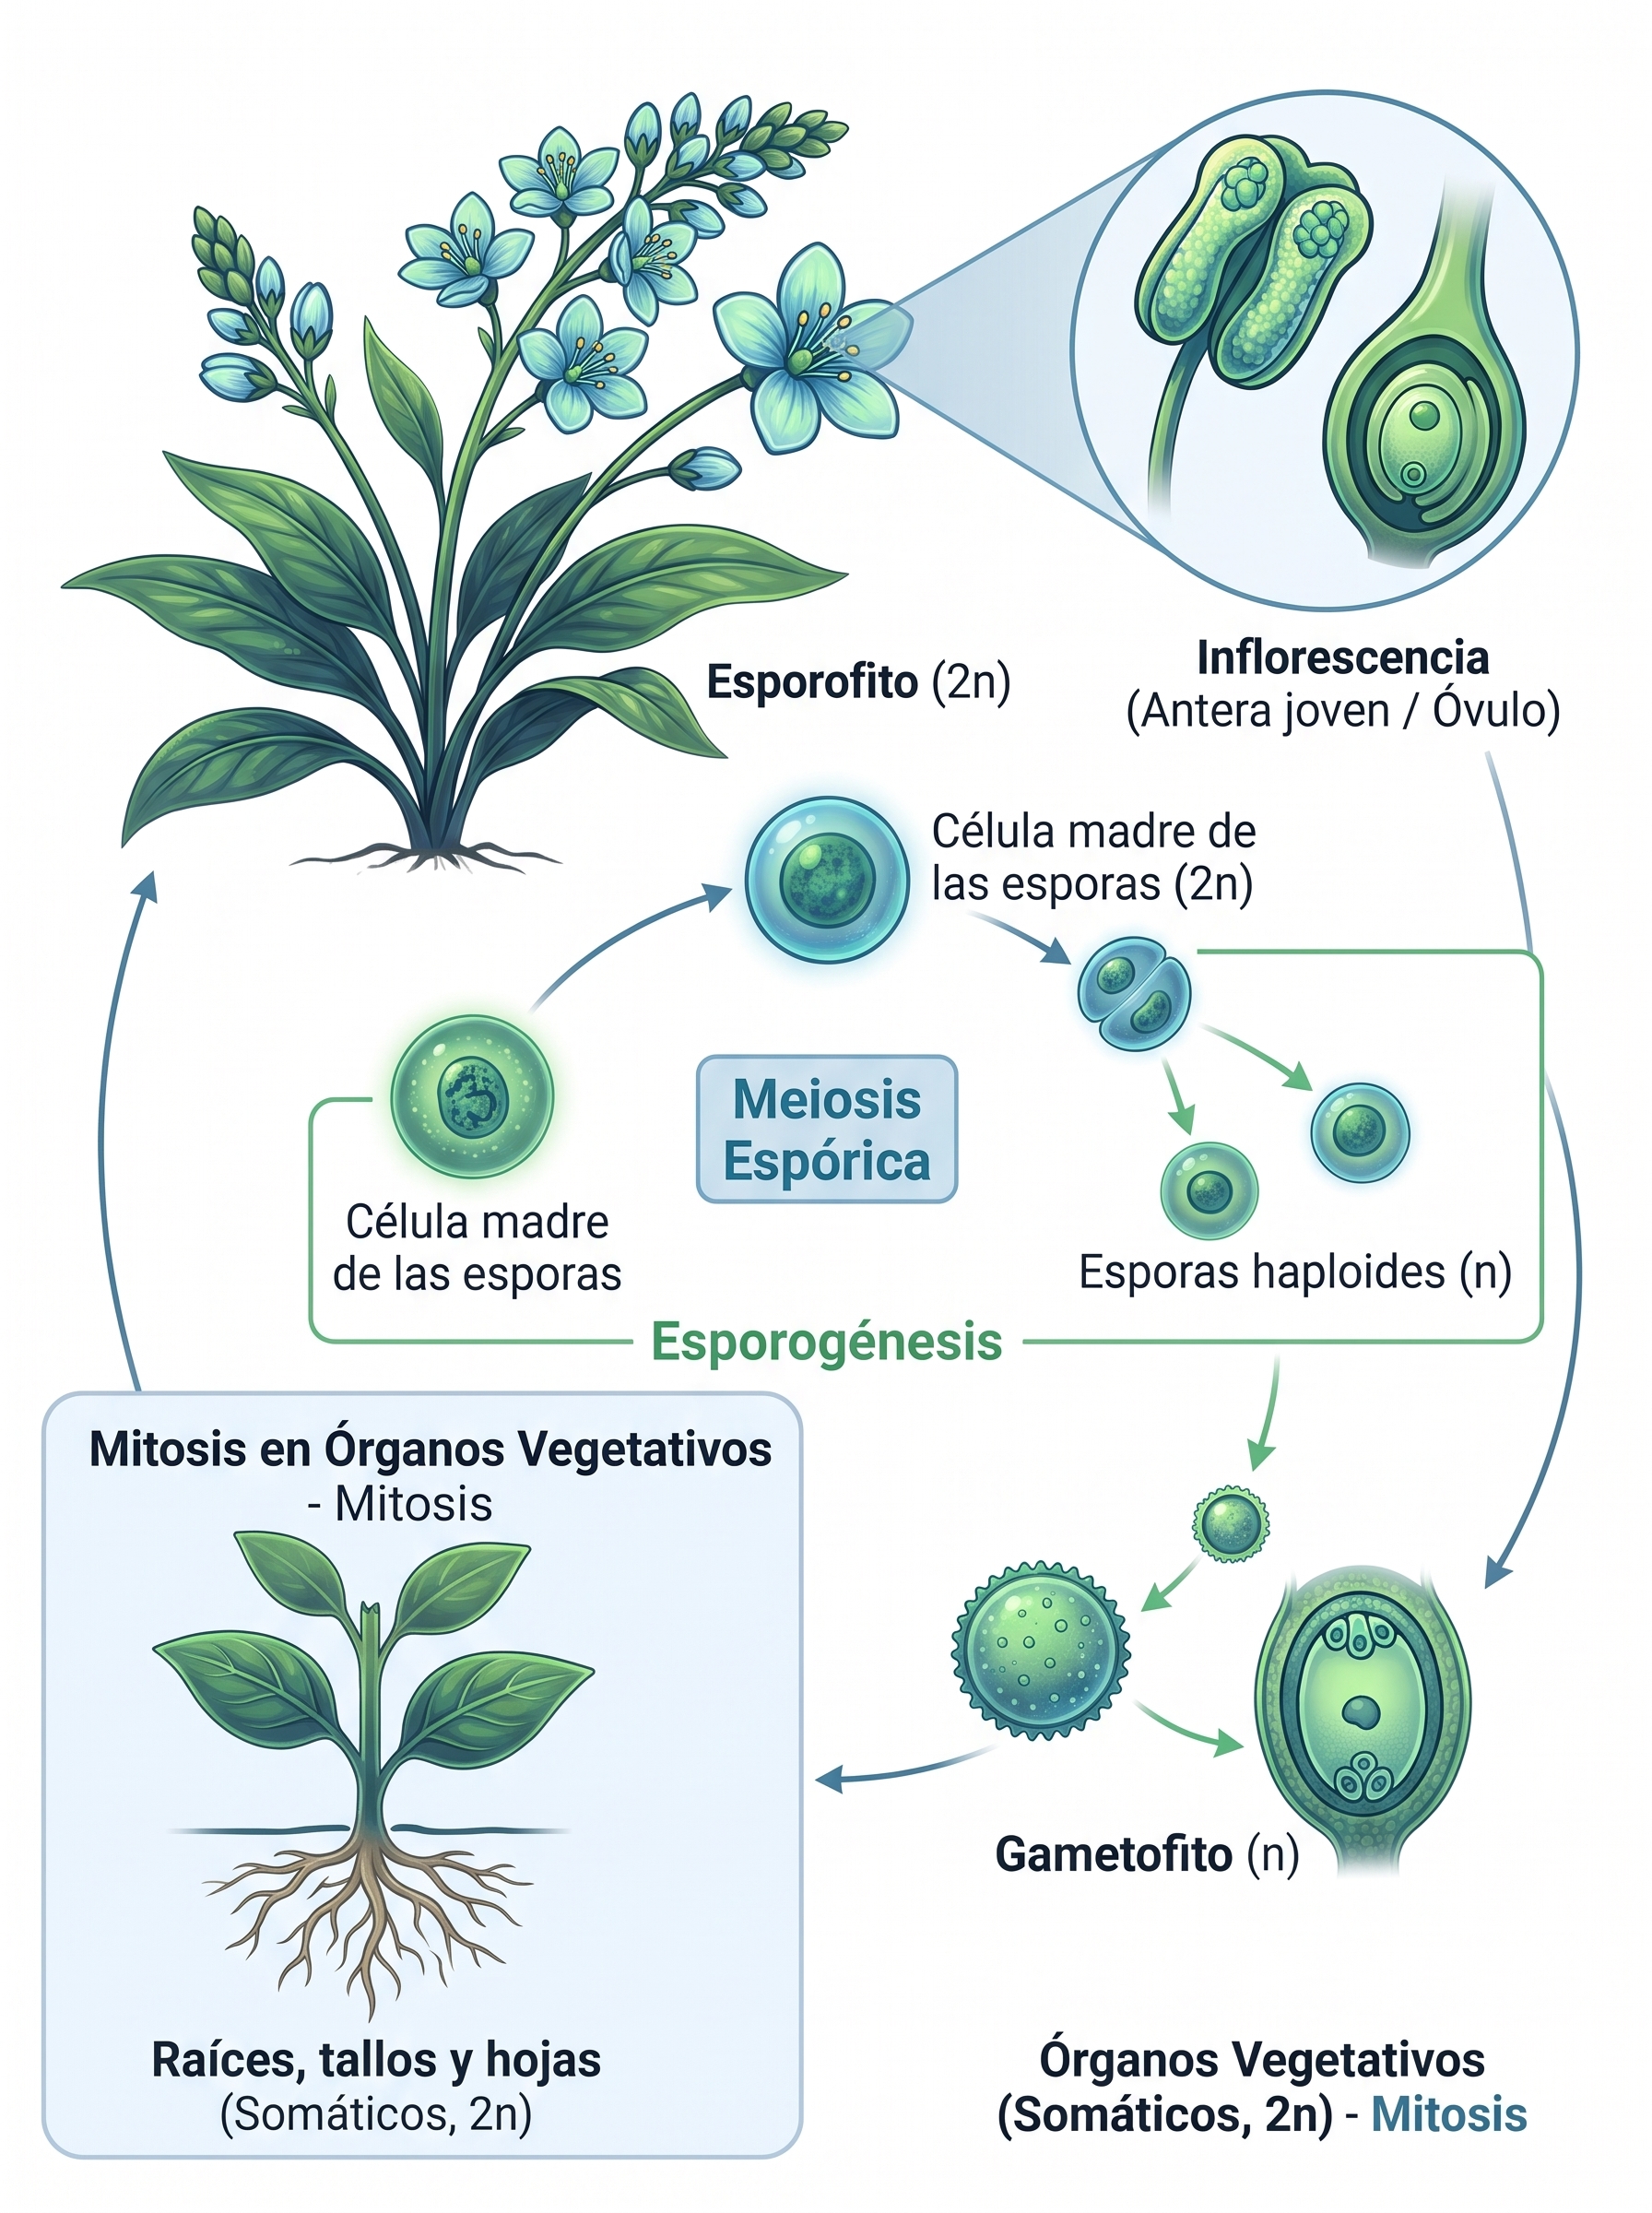 Esporofito (2n)
Inflorescencia
(Antera joven / Óvulo)
Célula madre de
las esporas (2n)
Meiosis
Espórica
Célula madre
de las esporas
Esporas haploides (n)
Esporogénesis
Mitosis en Órganos Vegetativos
- Mitosis
Gametofito (n)
Raíces, tallos y hojas
(Somáticos, 2n)
Órganos Vegetativos
(Somáticos, 2n) - Mitosis